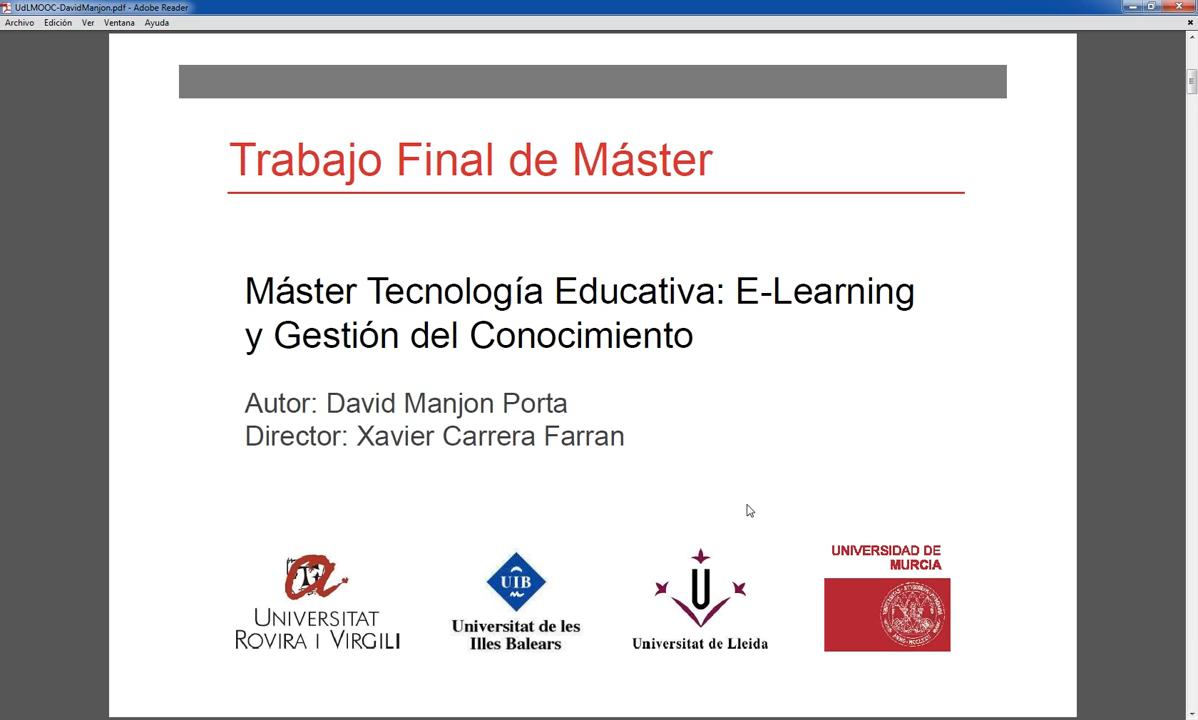 UdLMOOC-DavidManjon.pdf - Adobe Reader
Archivo Edición Ver Ventana Ayuda
Trabajo Final de Máster
Máster Tecnología Educativa: E-Learning
y Gestión del Conocimiento
Autor: David Manjon Porta
Director: Xavier Carrera Farran
UNIVERSITAT
ROVIRA I VIRGILI
UIB
Universitat de les
Illes Balears
U
Universitat de Lleida
UNIVERSIDAD DE
MURCIA